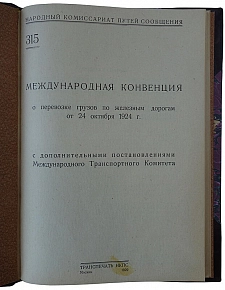 НАРОДНЫЙ КОМИССАРИАТ ПУТЕЙ СООБЩЕНИЯ
315
МЕЖДУНАРОДНАЯ КОНВЕНЦИЯ
о перевозке грузов по железным дорогам
от 24 октября 1924 г.
с дополнительными постановлениями
Международного Транспортного Комитета
ТРАНСПЕЧАТЬ НКПС
Москва